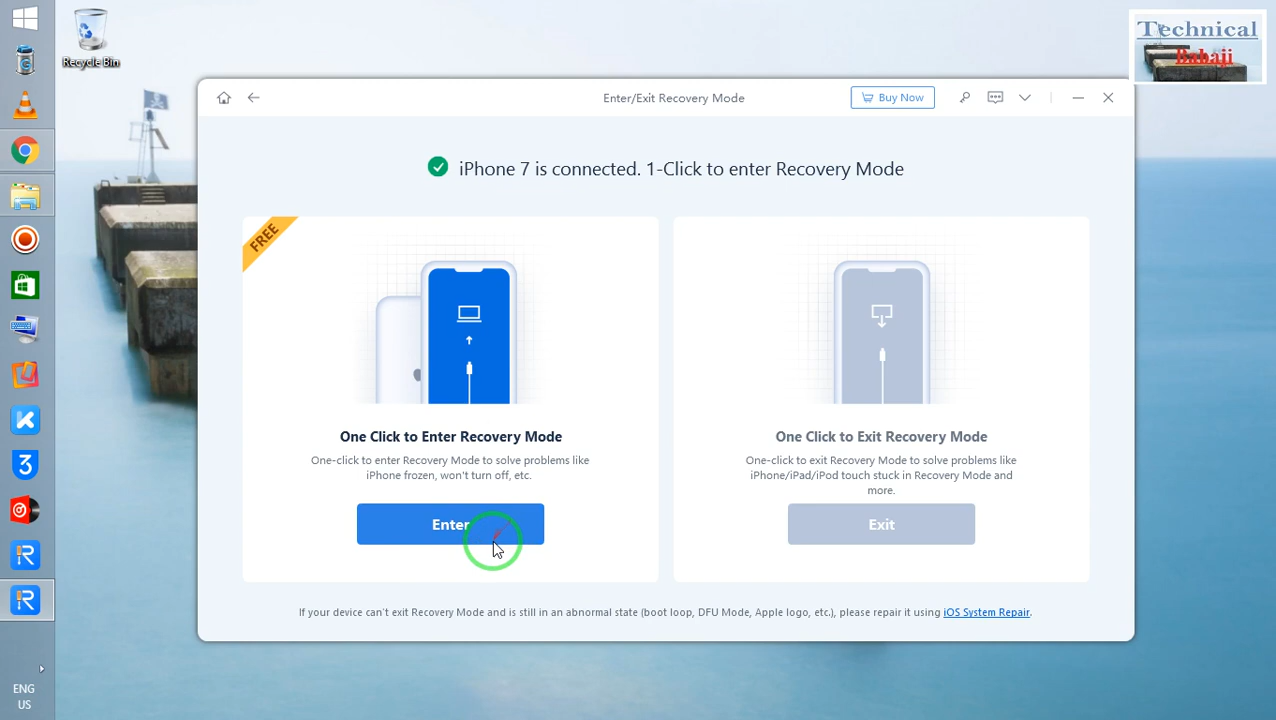 Recycle Bin
Technical
Babaji
Enter/Exit Recovery Mode
Buy Now
iPhone 7 is connected. 1-Click to enter Recovery Mode
FREE
One Click to Enter Recovery Mode
One-click to enter Recovery Mode to solve problems like
iPhone frozen, won't turn off, etc.
Enter
One Click to Exit Recovery Mode
One-click to exit Recovery Mode to solve problems like
iPhone/iPad/iPod touch stuck in Recovery Mode and
more.
Exit
If your device can't exit Recovery Mode and is still in an abnormal state (boot loop, DFU Mode, Apple logo, etc.), please repair it using iOS System Repair.
ENG
US